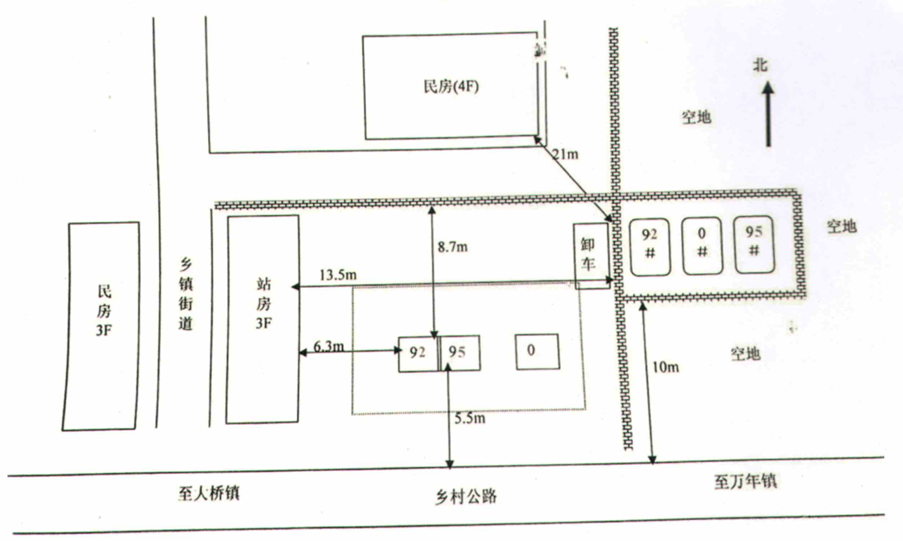 民房(4F)
北
空地
21m
92
#
0
#
95
#
空地
卸
车
8.7m
13.5m
乡
镇
街
道
民
房
3F
站
房
3F
6.3m
92
95
0
空地
10m
5.5m
至大桥镇
乡村公路
至万年镇